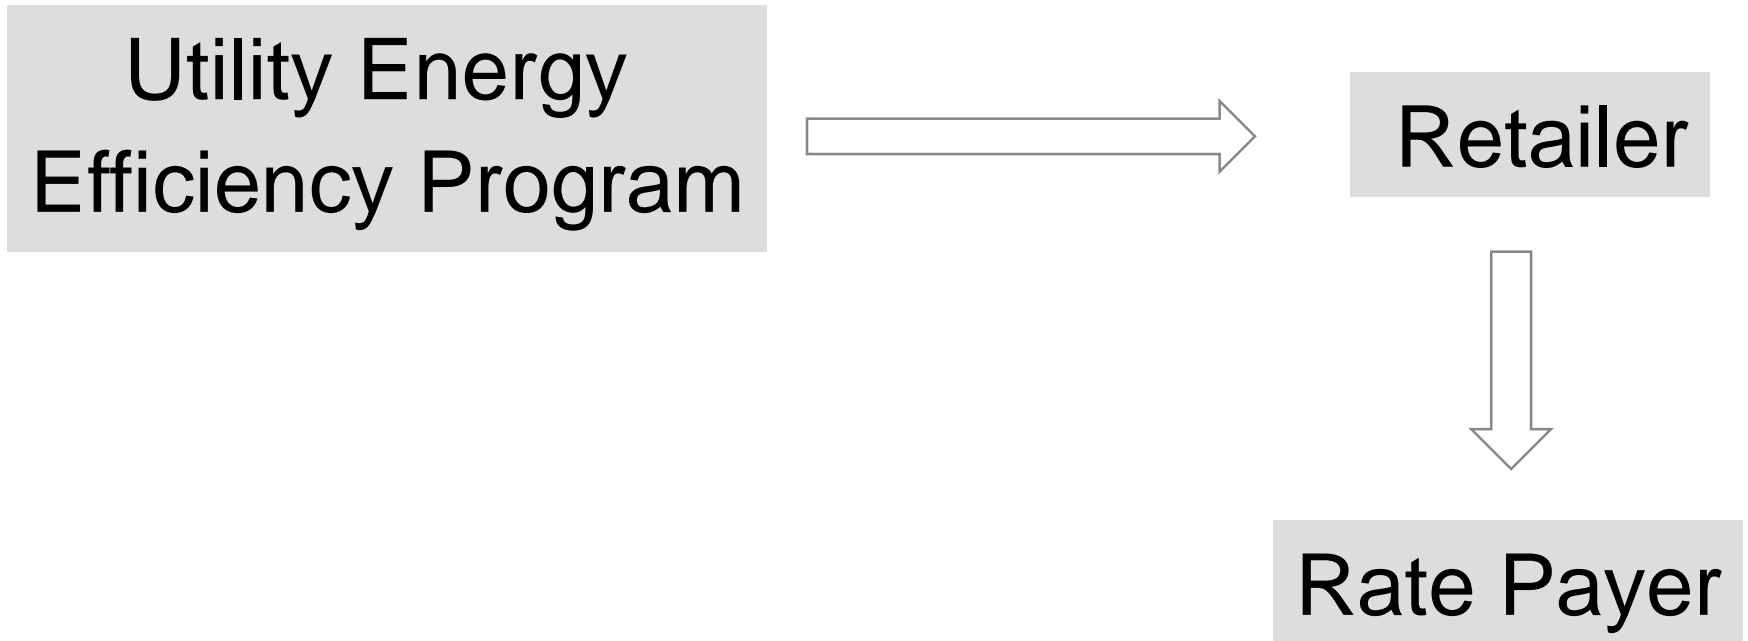 Utility Energy
Efficiency Program
Retailer
Rate Payer